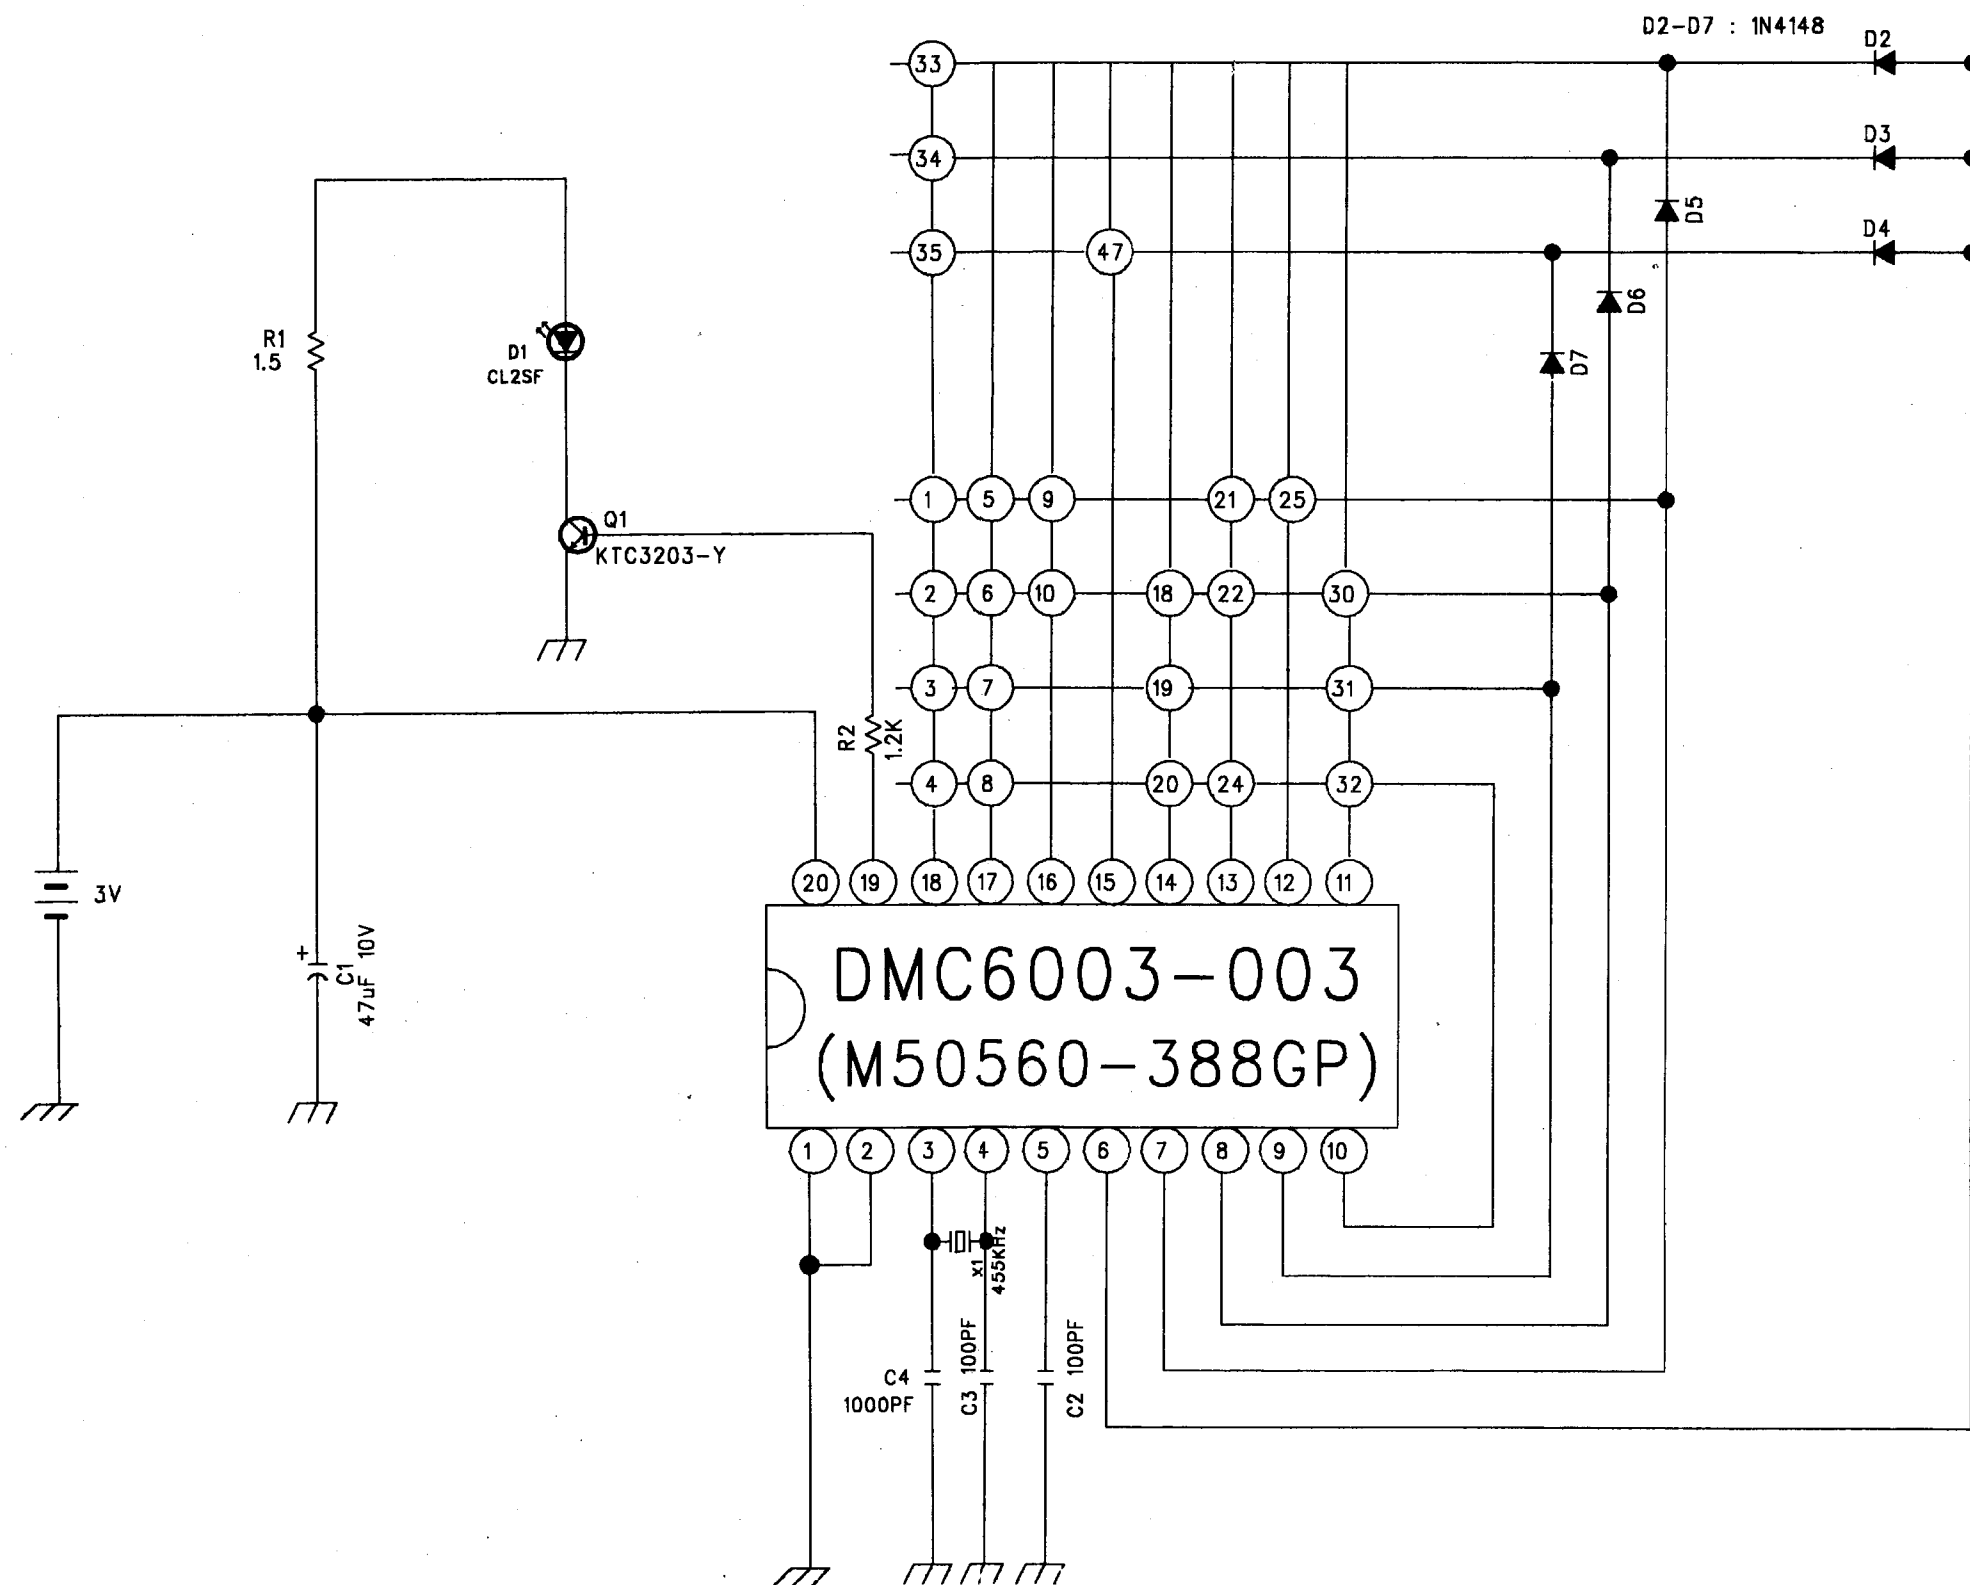 D2-D7 : 1N4148
D2
33
D3
34
D5
D4
35
47
D6
R1
1.5
D1
CL2SF
D7
1 5 9 21 25
Q1
KTC3203-Y
2 6 10 18 22 30
3 7 19 31
R2
1.2K
4 8 20 24 32
20 19 18 17 16 15 14 13 12 11
3V
+
C1
47uF 10V
DMC6003-003
(M50560-388GP)
1 2 3 4 5 6 7 8 9 10
X1
455KHz
C4
1000PF
C3 100PF
C2 100PF